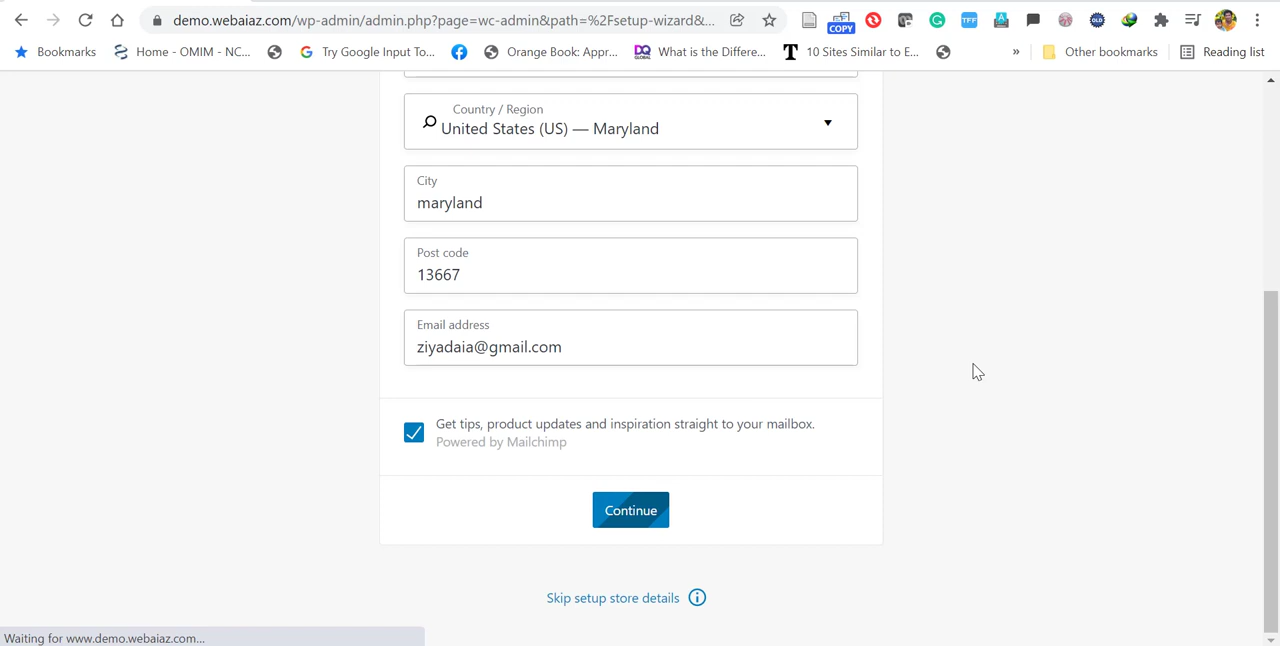 demo.webaiaz.com/wp-admin/admin.php?page=wc-admin&path=%2Fsetup-wizard&...
COPY
TFF
A
OLD
Bookmarks
Home - OMIM - NC...
Try Google Input To...
DQ
GLOBAL
Orange Book: Appr...
What is the Differe...
T
10 Sites Similar to E...
»
Other bookmarks
Reading list
Country / Region
United States (US) — Maryland
City
maryland
Post code
13667
Email address
ziyadaia@gmail.com
Get tips, product updates and inspiration straight to your mailbox.
Powered by Mailchimp
Continue
Skip setup store details
Waiting for www.demo.webaiaz.com...